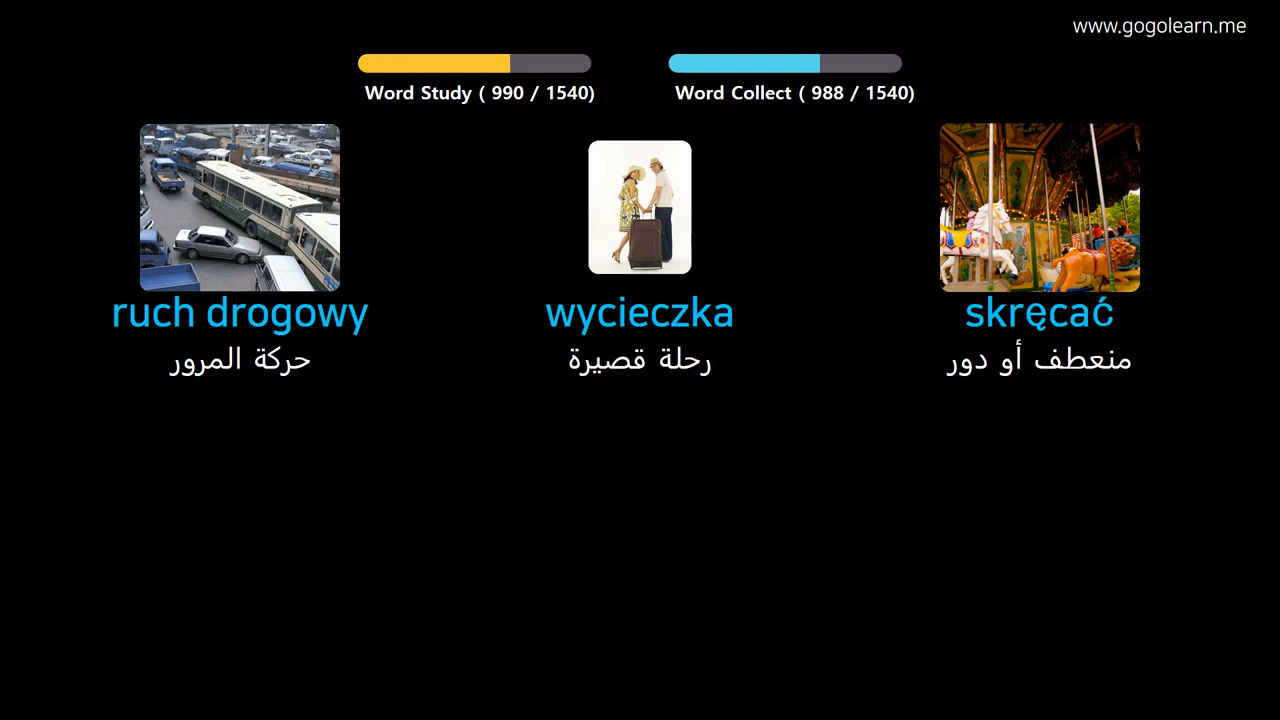 www.gogolearn.me
Word Study ( 990 / 1540)
Word Collect ( 988 / 1540)
ruch drogowy
حركة المرور
wycieczka
رحلة قصيرة
skręcać
منعطف أو دور